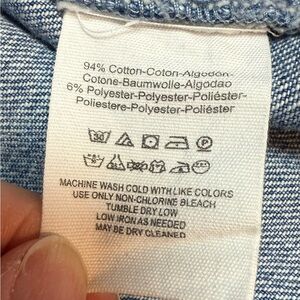 94% Cotton-Coton-Algodón-
Cotone-Baumwolle-Algodao
6% Polyester-Polyester-Poliéster-
Poliestere-Polyester-Poliéster
MACHINE WASH COLD WITH LIKE COLORS
USE ONLY NON-CHLORINE BLEACH
TUMBLE DRY LOW
LOW IRON AS NEEDED
MAY BE DRY CLEANED